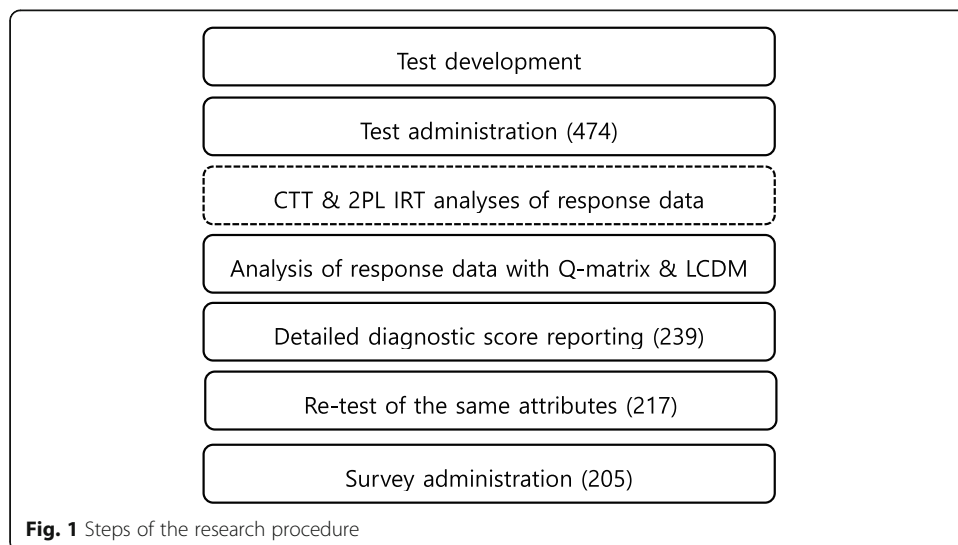 Test development
Test administration (474)
CTT & 2PL IRT analyses of response data
Analysis of response data with Q-matrix & LCDM
Detailed diagnostic score reporting (239)
Re-test of the same attributes (217)
Survey administration (205)
Fig. 1 Steps of the research procedure